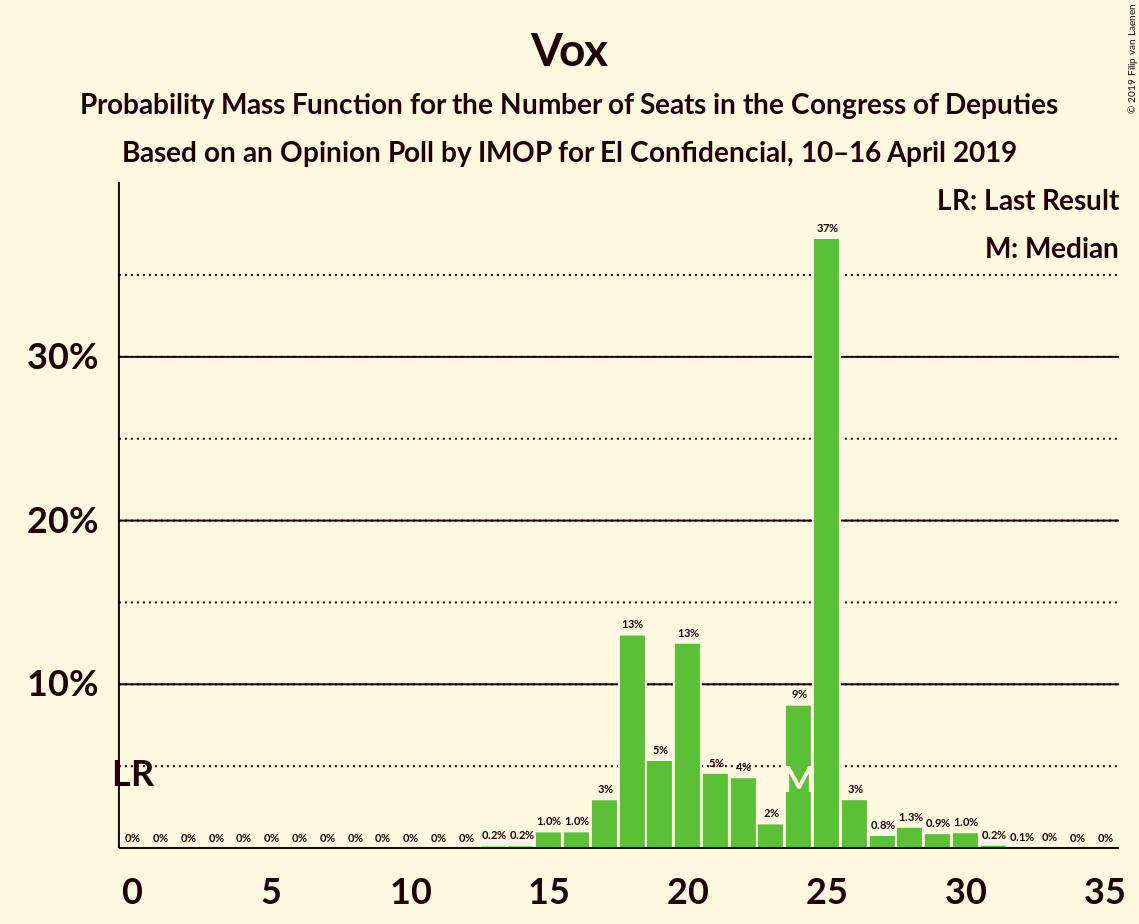 © 2019 Filip van Laenen
Vox
Probability Mass Function for the Number of Seats in the Congress of Deputies
Based on an Opinion Poll by IMOP for El Confidencial, 10–16 April 2019
LR: Last Result
M: Median
37%
30%
20%
13% 13%
10%
9%
LR
5% 5% 4%
M
3% 2% 3%
0% 0% 0% 0% 0% 0% 0% 0% 0% 0% 0% 0% 0% 0.2% 0.2% 1.0% 1.0% 0.8% 1.3% 0.9% 1.0% 0.2% 0.1% 0% 0% 0%
0 5 10 15 20 25 30 35